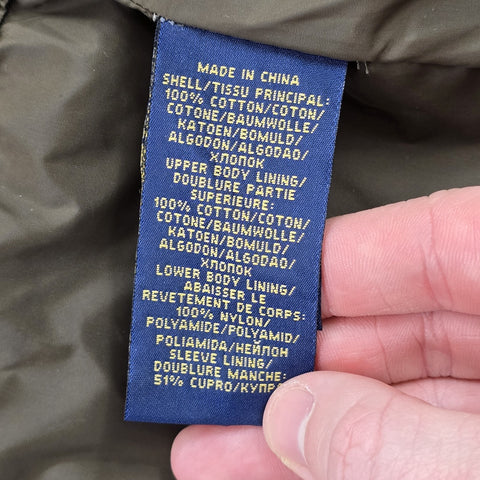 MADE IN CHINA
SHELL/TISSU PRINCIPAL:
100% COTTON/COTON/
COTONE/BAUMWOLLE/
KATOEN/BOMULD/
ALGODON/ALGODAO/
ХЛОПОК
UPPER BODY LINING/
DOUBLURE PARTIE
SUPERIEURE:
100% COTTON/COTON/
COTONE/BAUMWOLLE/
KATOEN/BOMULD/
ALGODON/ALGODAO/
ХЛОПОК
LOWER BODY LINING/
ABAISSER LE
REVETEMENT DE CORPS:
100% NYLON/
POLYAMIDE/POLYAMID/
POLIAMIDA/НЕЙЛОН
SLEEVE LINING/
DOUBLURE MANCHE:
51% CUPRO/КУПР